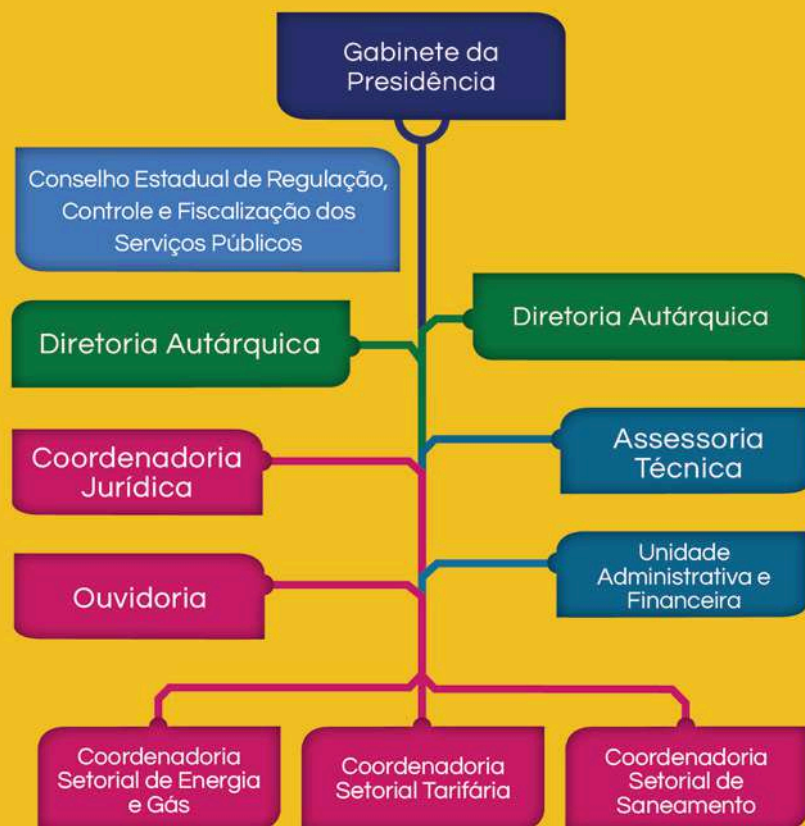 Gabinete da
Presidência
Conselho Estadual de Regulação,
Controle e Fiscalização dos
Serviços Públicos
Diretoria Autárquica
Diretoria Autárquica
Coordenadoria
Jurídica
Assessoria
Técnica
Ouvidoria
Unidade
Administrativa e
Financeira
Coordenadoria
Setorial de Energia
e Gás
Coordenadoria
Setorial Tarifária
Coordenadoria
Setorial de
Saneamento